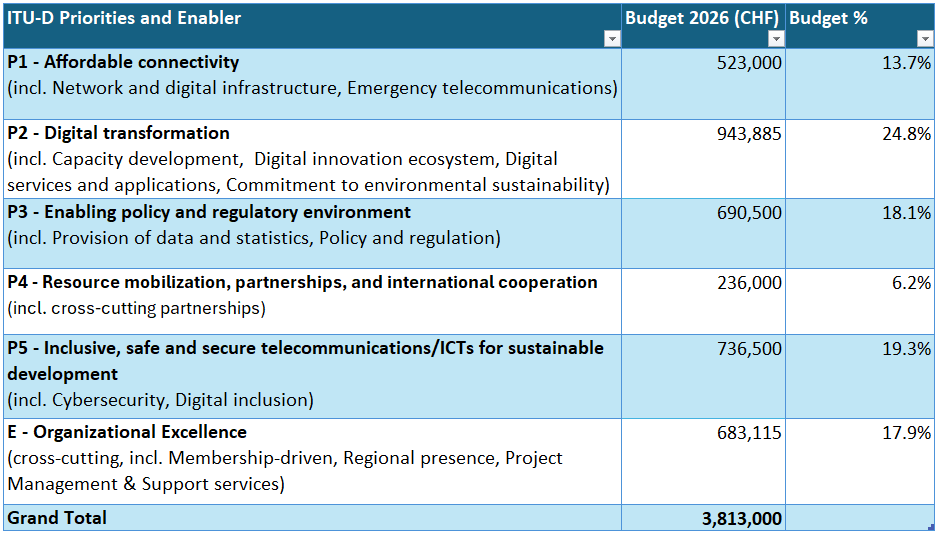 ITU-D Priorities and Enabler Budget 2026 (CHF) Budget %
P1 - Affordable connectivity 523,000 13.7%
(incl. Network and digital infrastructure, Emergency telecommunications)
P2 - Digital transformation 943,885 24.8%
(incl. Capacity development,  Digital innovation ecosystem, Digital
services and applications, Commitment to environmental sustainability)
P3 - Enabling policy and regulatory environment 690,500 18.1%
(incl. Provision of data and statistics, Policy and regulation)
P4 - Resource mobilization, partnerships, and international cooperation 236,000 6.2%
(incl. cross-cutting partnerships)
P5 - Inclusive, safe and secure telecommunications/ICTs for sustainable 736,500 19.3%
development
(incl. Cybersecurity, Digital inclusion)
E - Organizational Excellence 683,115 17.9%
(cross-cutting, incl. Membership-driven, Regional presence, Project
Management & Support services)
Grand Total 3,813,000